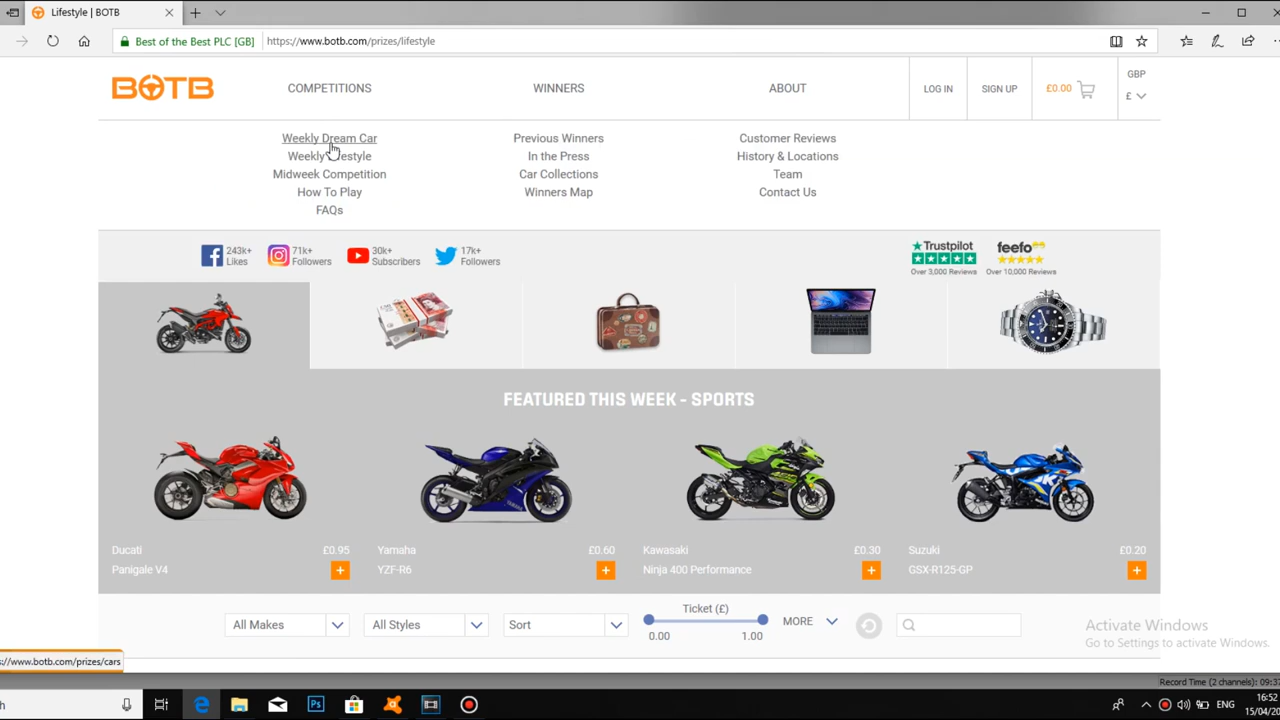 Lifestyle | BOTB
Best of the Best PLC [GB]
https://www.botb.com/prizes/lifestyle
BOTB
COMPETITIONS
WINNERS
ABOUT
LOG IN
SIGN UP
£0.00
GBP
£
Weekly Dream Car
Previous Winners
Customer Reviews
Weekly Lifestyle
In the Press
History & Locations
Midweek Competition
Car Collections
Team
How To Play
Winners Map
Contact Us
FAQs
243k+
Likes
71k+
Followers
30k+
Subscribers
17k+
Followers
Trustpilot
Over 3,000 Reviews
feefo
Over 10,000 Reviews
FEATURED THIS WEEK - SPORTS
Ducati £0.95
Panigale V4
Yamaha £0.60
YZF-R6
Kawasaki £0.30
Ninja 400 Performance
Suzuki £0.20
GSX-R125-GP
All Makes
All Styles
Sort
Ticket (£)
0.00 1.00
MORE
Activate Windows
Go to Settings to activate Windows.
s://www.botb.com/prizes/cars
Record Time (2 channels): 09:37
h
ENG
16:52
15/04/20